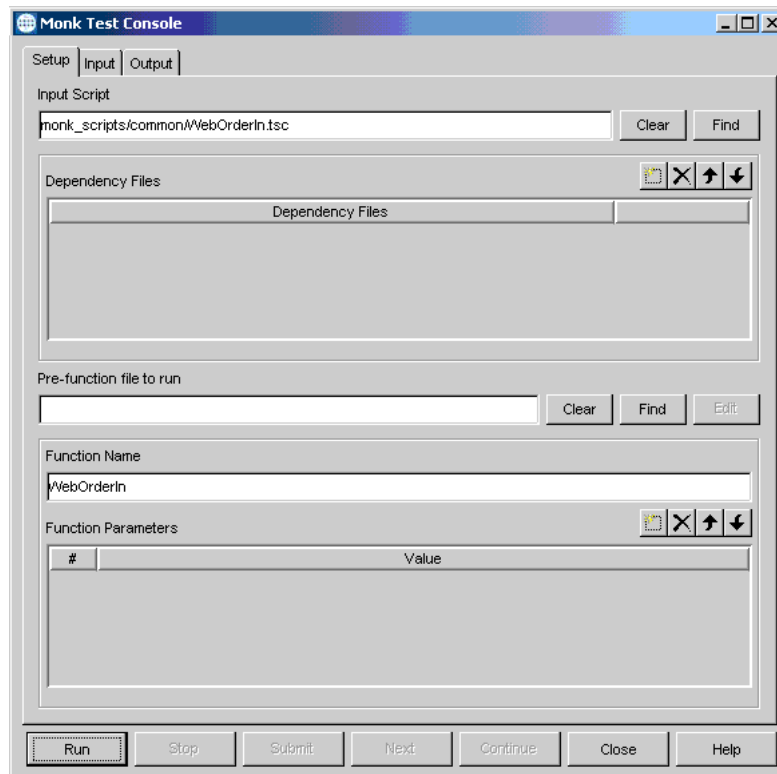 Monk Test Console
Setup Input Output
Input Script
monk_scripts/common/WebOrderIn.tsc Clear Find
Dependency Files
Dependency Files
Pre-function file to run
Clear Find Edit
Function Name
WebOrderIn
Function Parameters
# Value
Run Stop Submit Next Continue Close Help